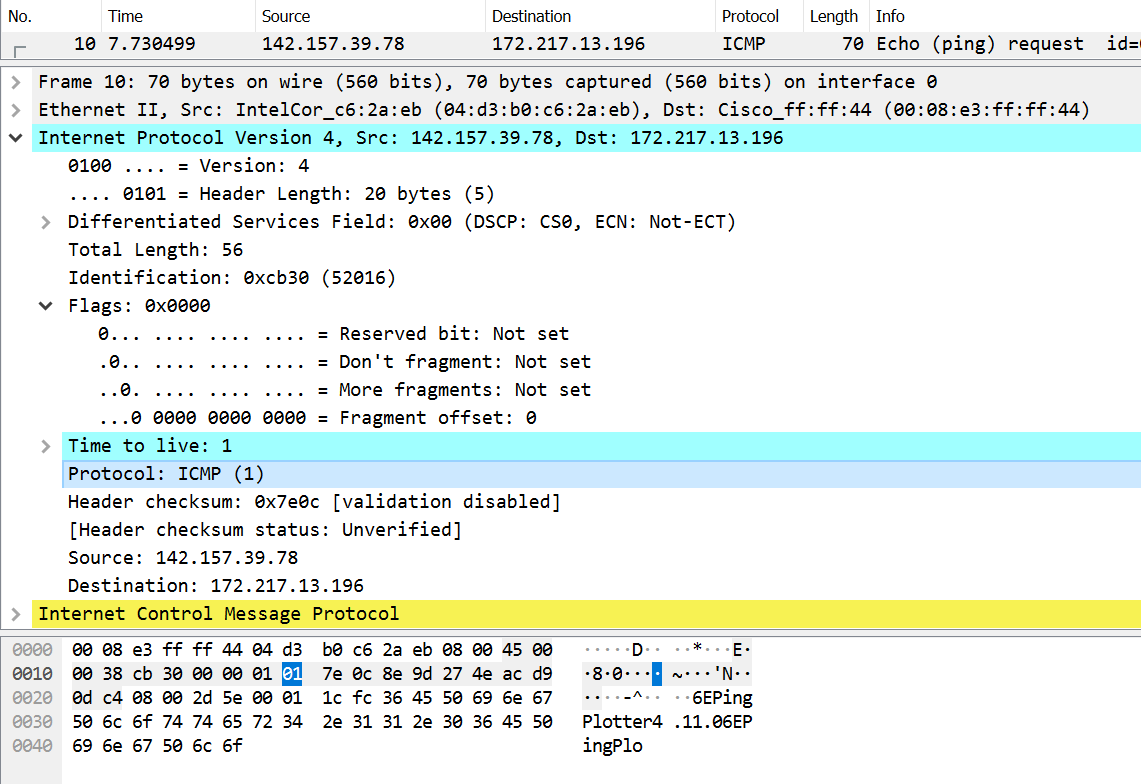 No. Time Source Destination Protocol Length Info
10 7.730499 142.157.39.78 172.217.13.196 ICMP 70 Echo (ping) request
Frame 10: 70 bytes on wire (560 bits), 70 bytes captured (560 bits) on interface 0
Ethernet II, Src: IntelCor_c6:2a:eb (04:d3:b0:c6:2a:eb), Dst: Cisco_ff:ff:44 (00:08:e3:ff:ff:44)
Internet Protocol Version 4, Src: 142.157.39.78, Dst: 172.217.13.196
0100 .... = Version: 4
.... 0101 = Header Length: 20 bytes (5)
Differentiated Services Field: 0x00 (DSCP: CS0, ECN: Not-ECT)
Total Length: 56
Identification: 0xcb30 (52016)
Flags: 0x0000
0... .... .... .... = Reserved bit: Not set
.0.. .... .... .... = Don't fragment: Not set
..0. .... .... .... = More fragments: Not set
...0 0000 0000 0000 = Fragment offset: 0
Time to live: 1
Protocol: ICMP (1)
Header checksum: 0x7e0c [validation disabled]
[Header checksum status: Unverified]
Source: 142.157.39.78
Destination: 172.217.13.196
Internet Control Message Protocol
0000 00 08 e3 ff ff 44 04 d3 b0 c6 2a eb 08 00 45 00 ·····D·· ··*···E·
0010 00 38 cb 30 00 00 01 01 7e 0c 8e 9d 27 4e ac d9 ·8·0···· ~···'N··
0020 0d c4 08 00 2d 5e 00 01 1c fc 36 45 50 69 6e 67 ····-^·· ··6EPing
0030 50 6c 6f 74 74 65 72 34 2e 31 31 2e 30 36 45 50 Plotter4 .11.06EP
0040 69 6e 67 50 6c 6f ingPlo